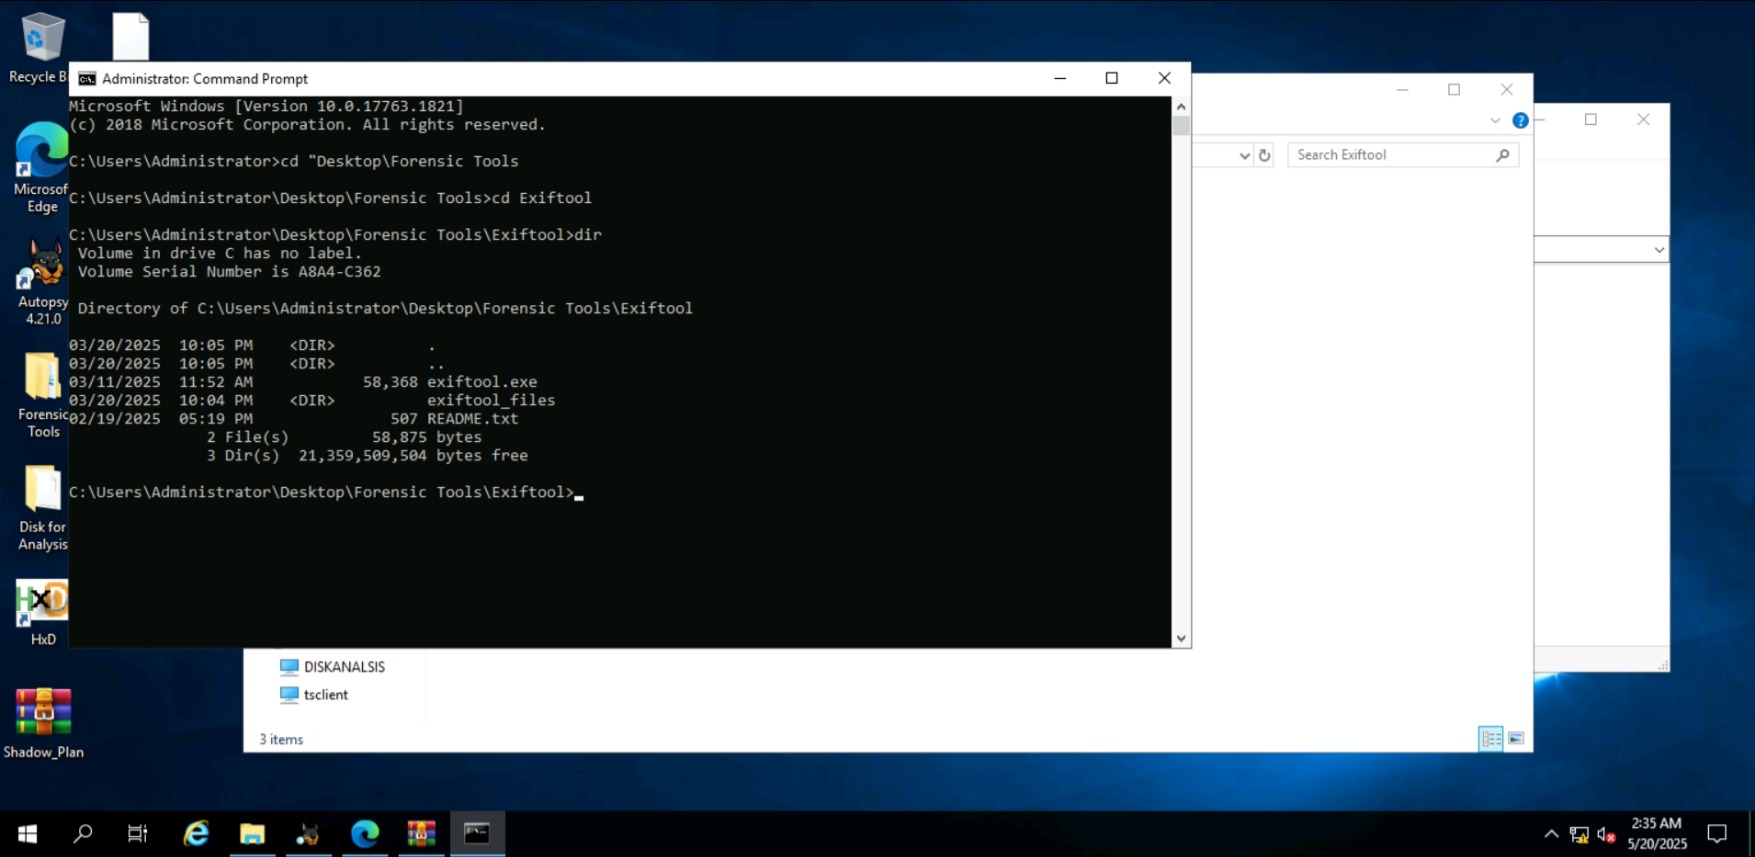 Recycle B
Administrator: Command Prompt
Microsoft Windows [Version 10.0.17763.1821]
(c) 2018 Microsoft Corporation. All rights reserved.
C:\Users\Administrator>cd "Desktop\Forensic Tools
C:\Users\Administrator\Desktop\Forensic Tools>cd Exiftool
C:\Users\Administrator\Desktop\Forensic Tools\Exiftool>dir
Volume in drive C has no label.
Volume Serial Number is A8A4-C362
Directory of C:\Users\Administrator\Desktop\Forensic Tools\Exiftool
03/20/2025 10:05 PM <DIR> .
03/20/2025 10:05 PM <DIR> ..
03/11/2025 11:52 AM 58,368 exiftool.exe
03/20/2025 10:04 PM <DIR> exiftool_files
02/19/2025 05:19 PM 507 README.txt
2 File(s) 58,875 bytes
3 Dir(s) 21,359,509,504 bytes free
C:\Users\Administrator\Desktop\Forensic Tools\Exiftool>
Search Exiftool
Microsof
Edge
Autopsy
4.21.0
Forensic
Tools
Disk for
Analysis
HxD
HxD
Shadow_Plan
DISKANALSIS
tsclient
3 items
2:35 AM
5/20/2025